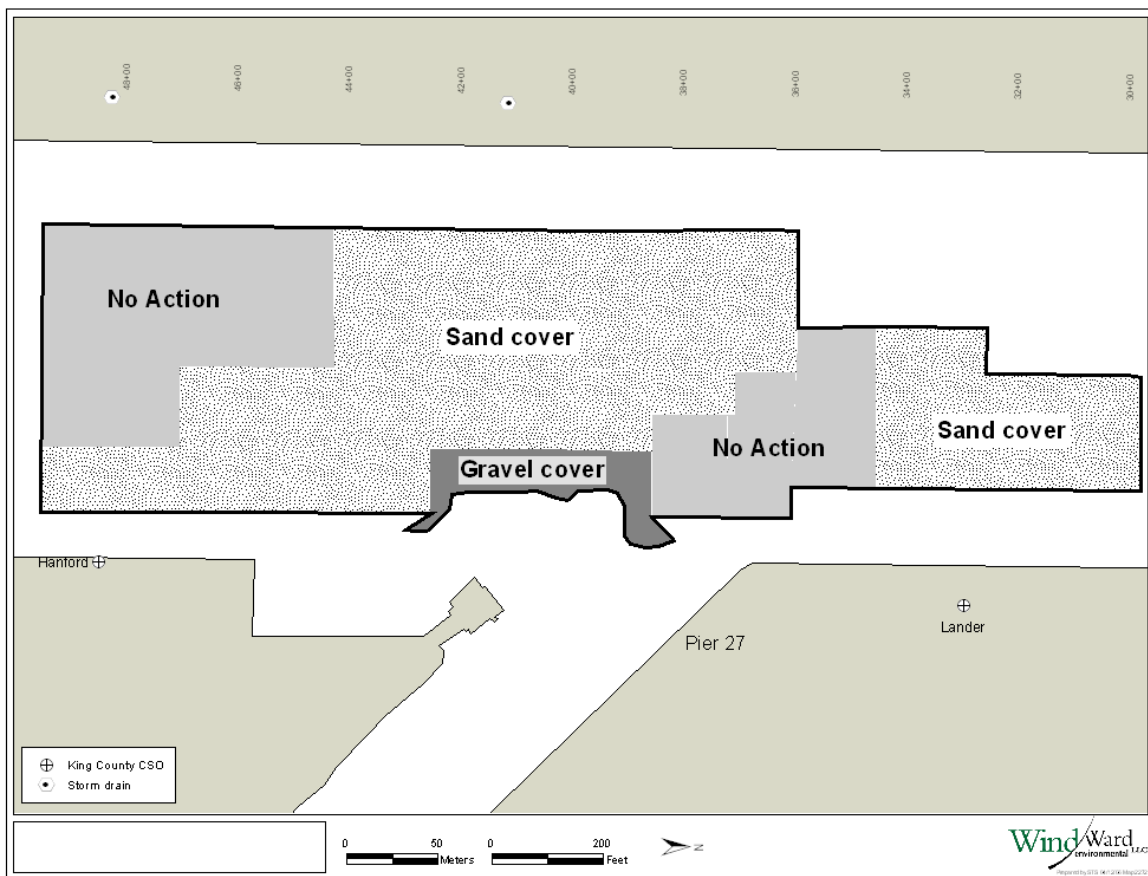 48+00
46+00
44+00
42+00
40+00
38+00
36+00
34+00
32+00
30+00
No Action
Sand cover
Gravel cover
No Action
Sand cover
Hanford
Lander
Pier 27
King County CSO
Storm drain
0 50
Meters
0 200
Feet
N
WindWard
environmental LLC